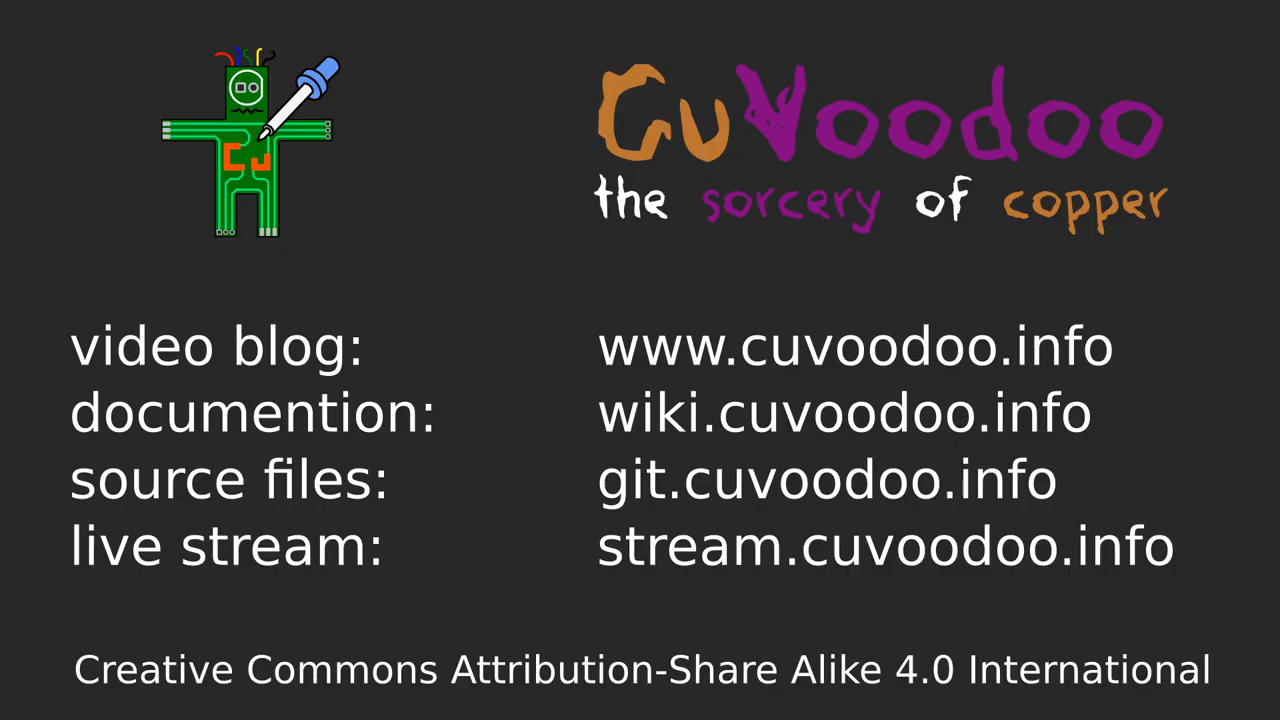 Cu
CuVoodoo
the sorcery of copper
video blog: www.cuvoodoo.info
documention: wiki.cuvoodoo.info
source files: git.cuvoodoo.info
live stream: stream.cuvoodoo.info
Creative Commons Attribution-Share Alike 4.0 International